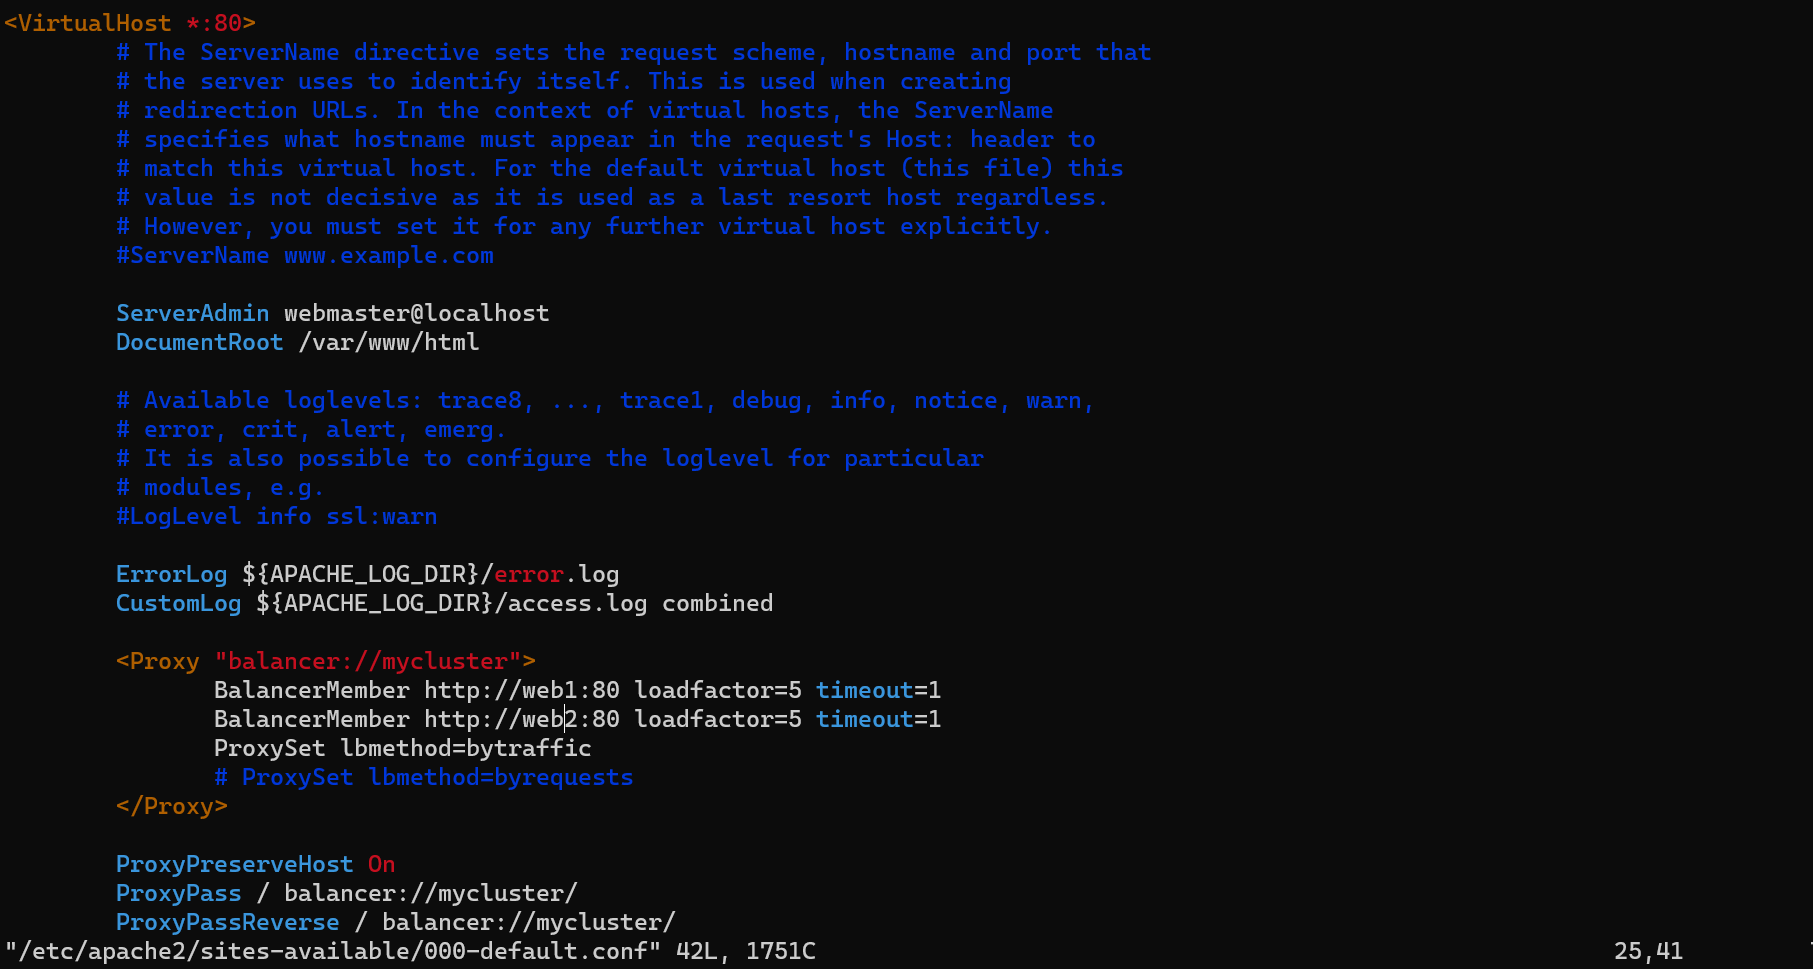 <VirtualHost *:80>
# The ServerName directive sets the request scheme, hostname and port that
# the server uses to identify itself. This is used when creating
# redirection URLs. In the context of virtual hosts, the ServerName
# specifies what hostname must appear in the request's Host: header to
# match this virtual host. For the default virtual host (this file) this
# value is not decisive as it is used as a last resort host regardless.
# However, you must set it for any further virtual host explicitly.
#ServerName www.example.com
ServerAdmin webmaster@localhost
DocumentRoot /var/www/html
# Available loglevels: trace8, ..., trace1, debug, info, notice, warn,
# error, crit, alert, emerg.
# It is also possible to configure the loglevel for particular
# modules, e.g.
#LogLevel info ssl:warn
ErrorLog ${APACHE_LOG_DIR}/error.log
CustomLog ${APACHE_LOG_DIR}/access.log combined
<Proxy "balancer://mycluster">
BalancerMember http://web1:80 loadfactor=5 timeout=1
BalancerMember http://web2:80 loadfactor=5 timeout=1
ProxySet lbmethod=bytraffic
# ProxySet lbmethod=byrequests
</Proxy>
ProxyPreserveHost On
ProxyPass / balancer://mycluster/
ProxyPassReverse / balancer://mycluster/
"/etc/apache2/sites-available/000-default.conf" 42L, 1751C 25,41